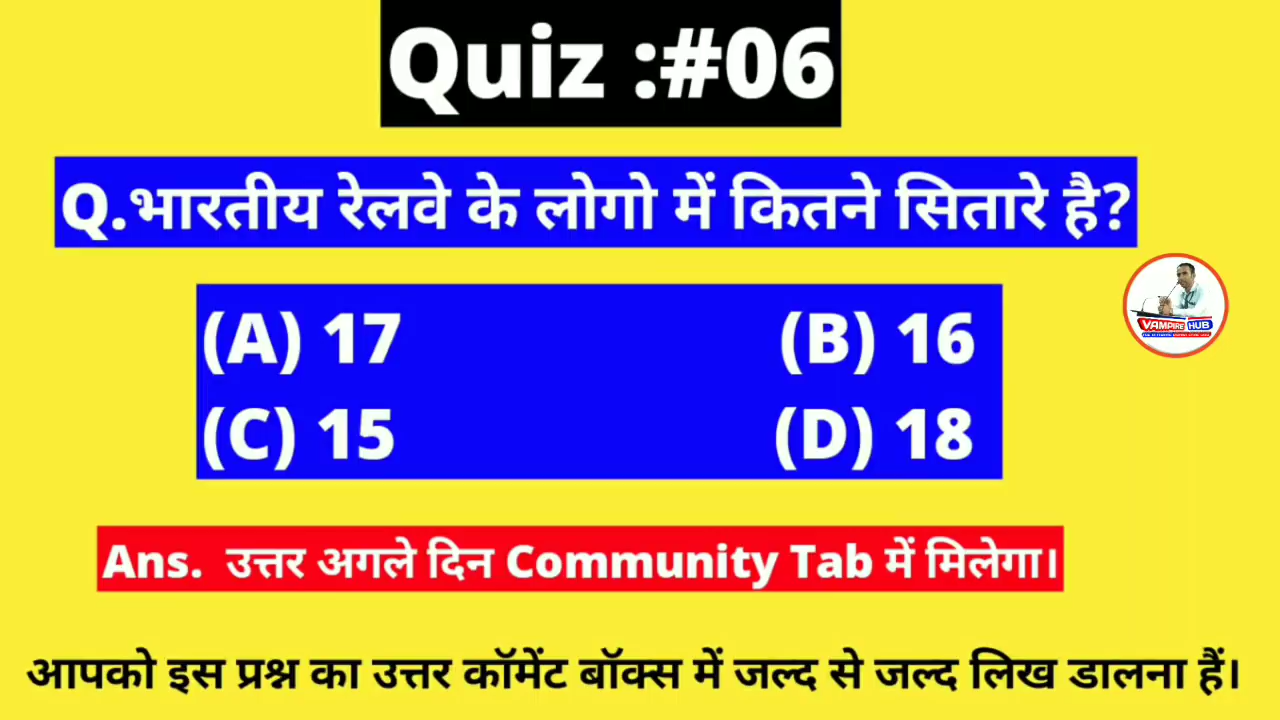 Quiz :#06
Q.भारतीय रेलवे के लोगो में कितने सितारे है?
(A) 17 (B) 16
(C) 15 (D) 18
VAMPIRE HUB
Ans. उत्तर अगले दिन Community Tab में मिलेगा।
आपको इस प्रश्न का उत्तर कॉमेंट बॉक्स में जल्द से जल्द लिख डालना हैं।